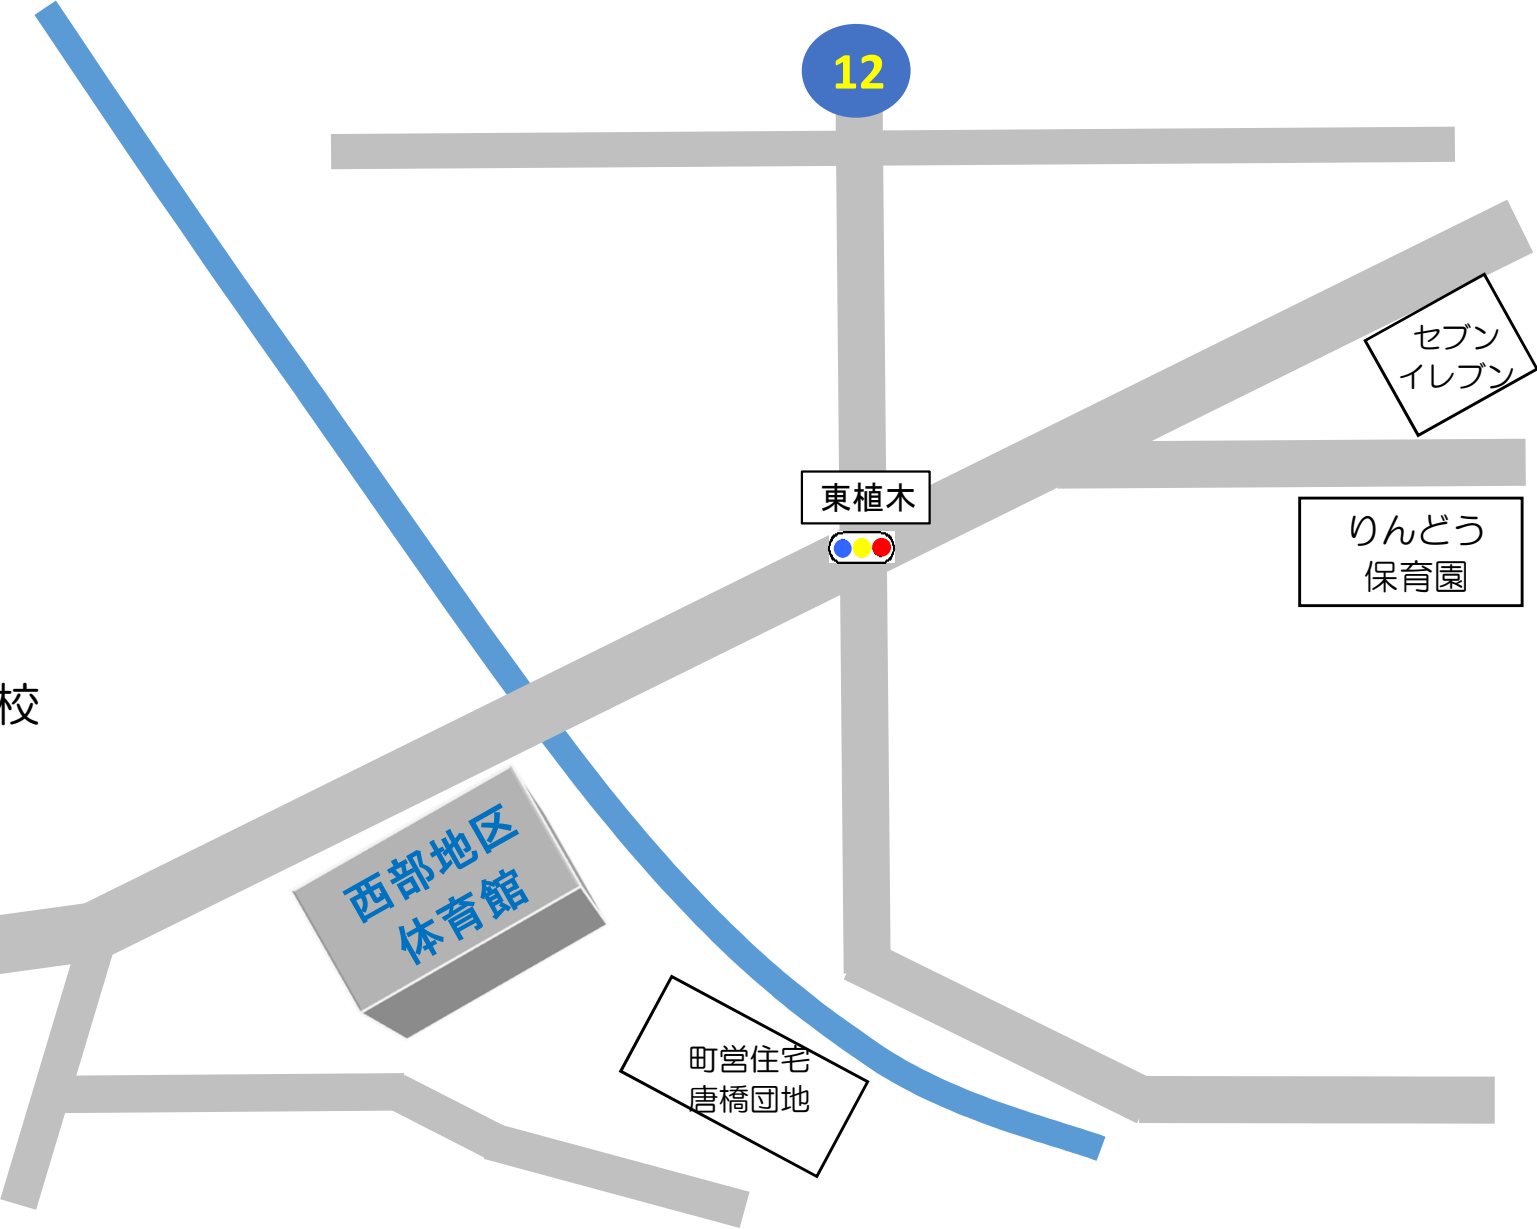 12
セブン
イレブン
東植木
りんどう
保育園
校
西部地区
体育館
町営住宅
唐橋団地